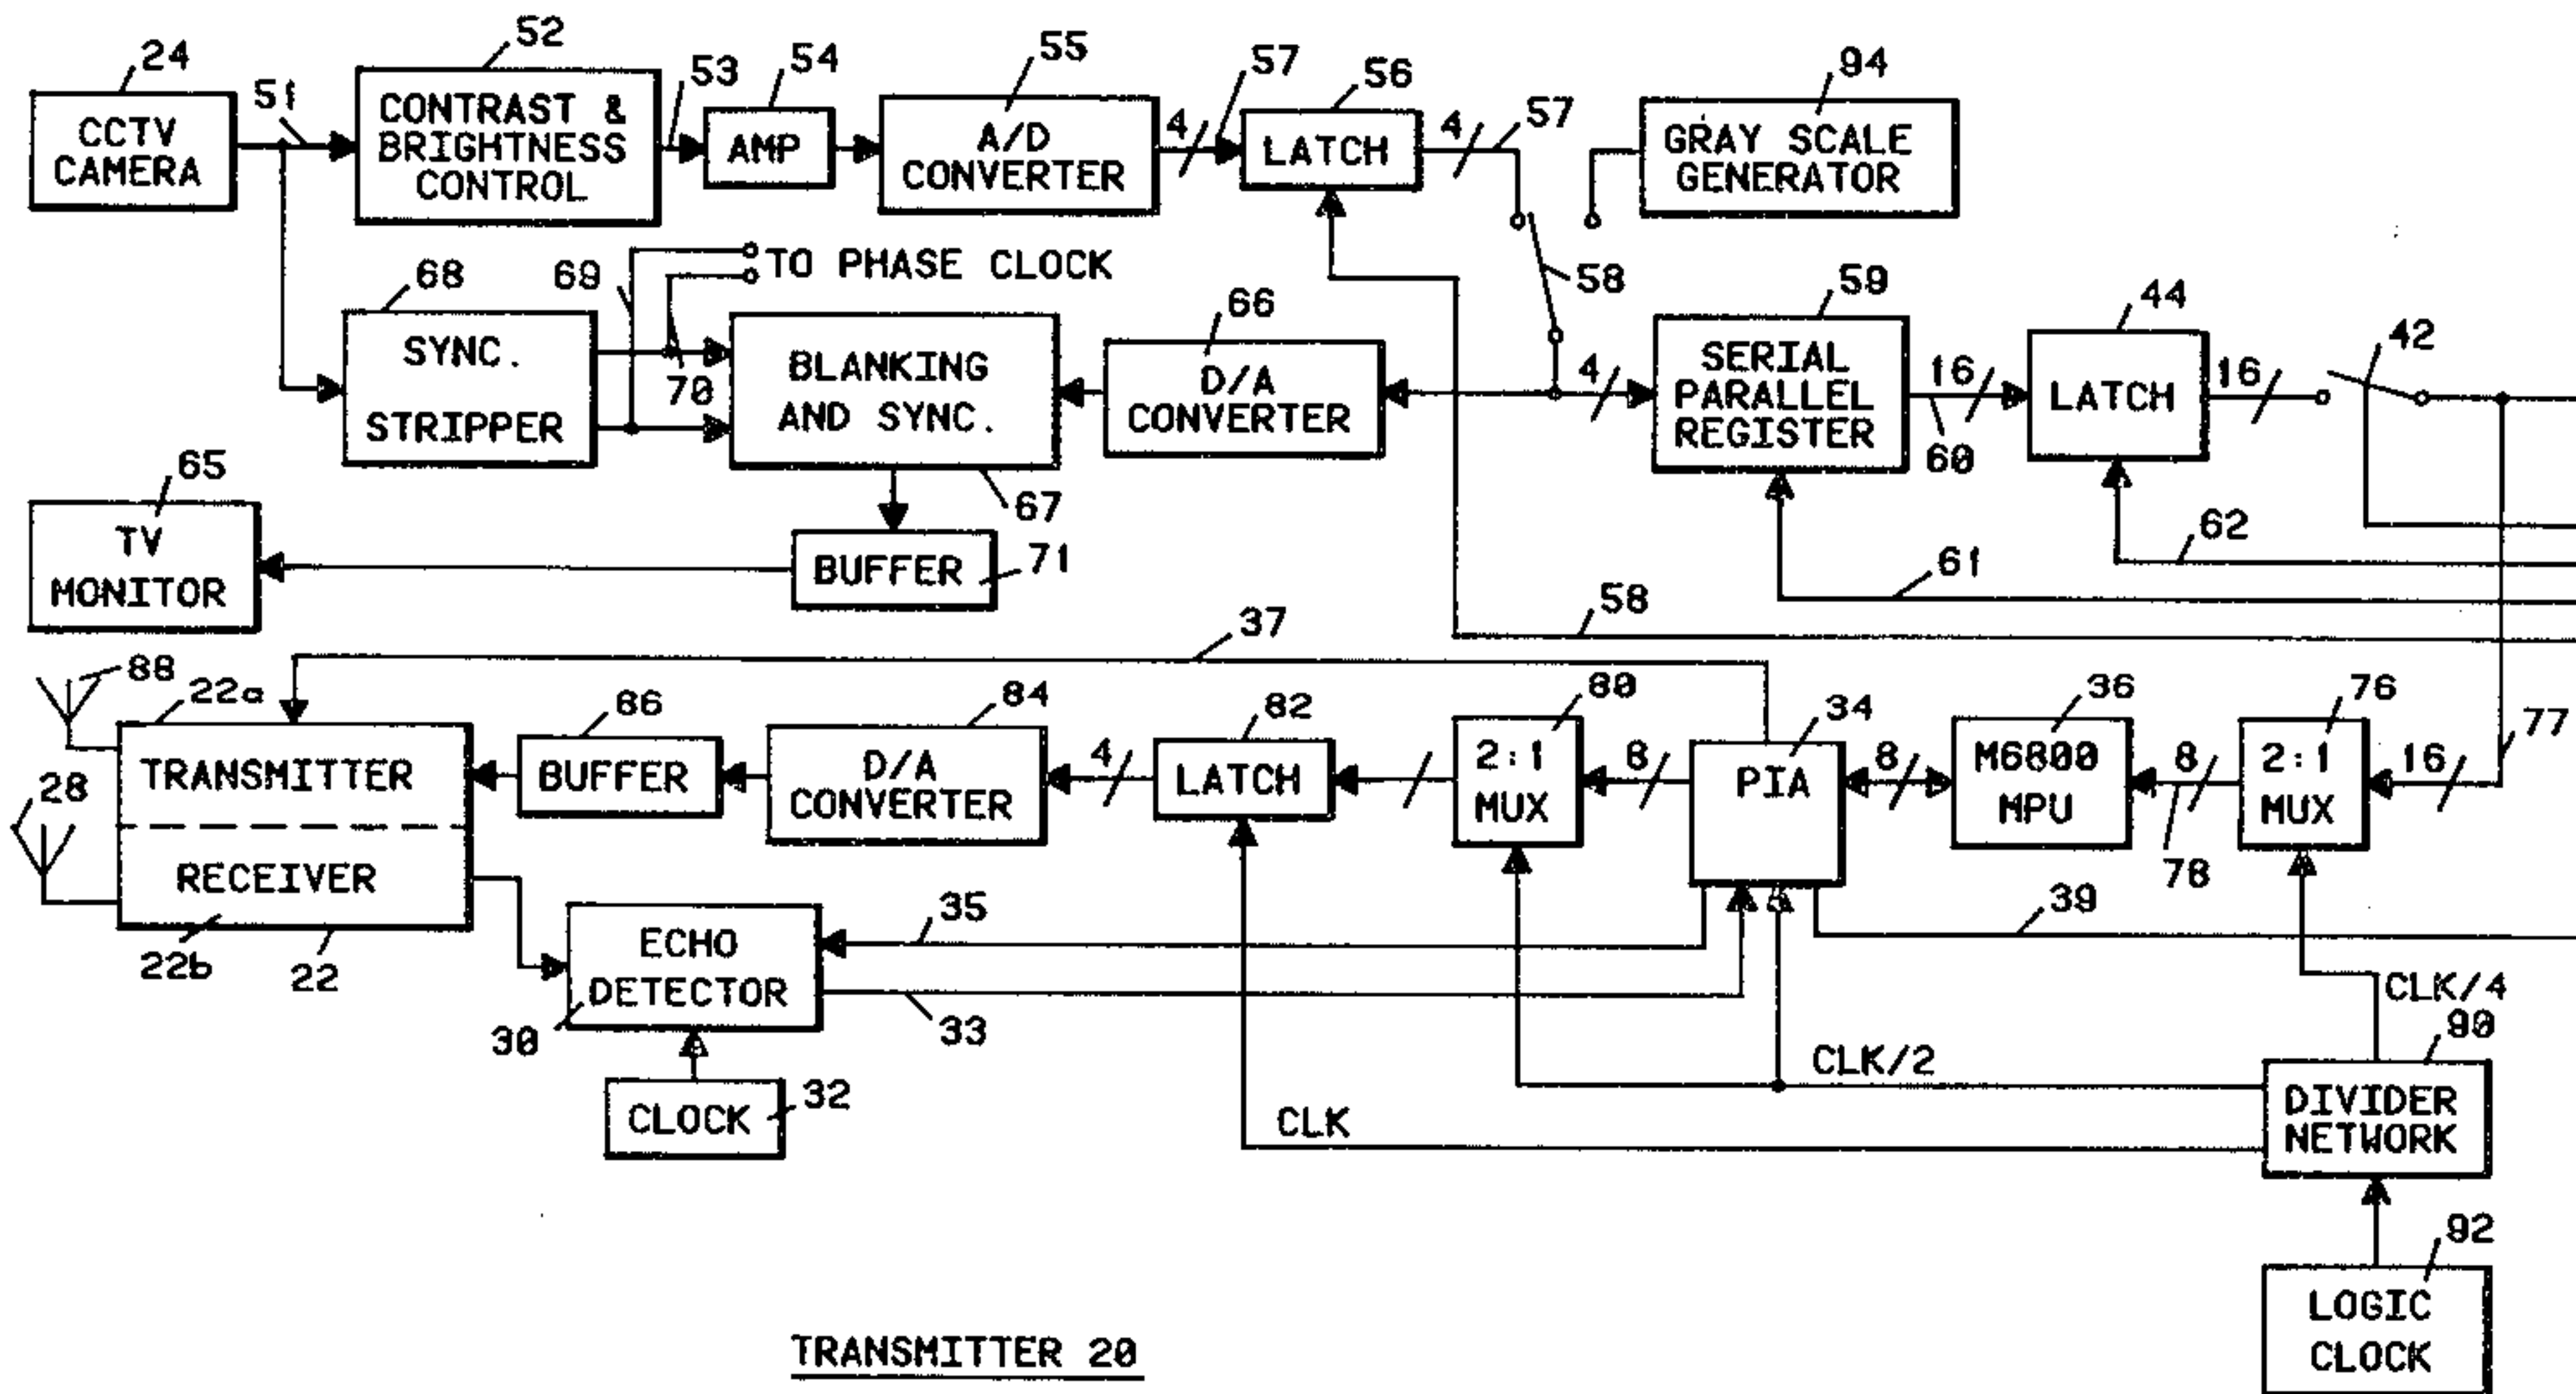 24
CCTV
CAMERA
51
52
CONTRAST &
BRIGHTNESS
CONTROL
53
54
AMP
55
A/D
CONVERTER
4
57
56
LATCH
4
57
94
GRAY SCALE
GENERATOR
58
TO PHASE CLOCK
68
SYNC.
STRIPPER
69
70
BLANKING
AND SYNC.
67
66
D/A
CONVERTER
4
59
SERIAL
PARALLEL
REGISTER
16
60
44
LATCH
16
42
65
TV
MONITOR
BUFFER
71
62
61
58
37
88
28
22a
TRANSMITTER
RECEIVER
22b
22
86
BUFFER
84
D/A
CONVERTER
4
82
LATCH
80
2:1
MUX
8
34
PIA
8
36
M6800
MPU
8
78
76
2:1
MUX
16
77
ECHO
DETECTOR
30
35
33
39
CLOCK
32
CLK
CLK/2
CLK/4
90
DIVIDER
NETWORK
92
LOGIC
CLOCK
TRANSMITTER 20